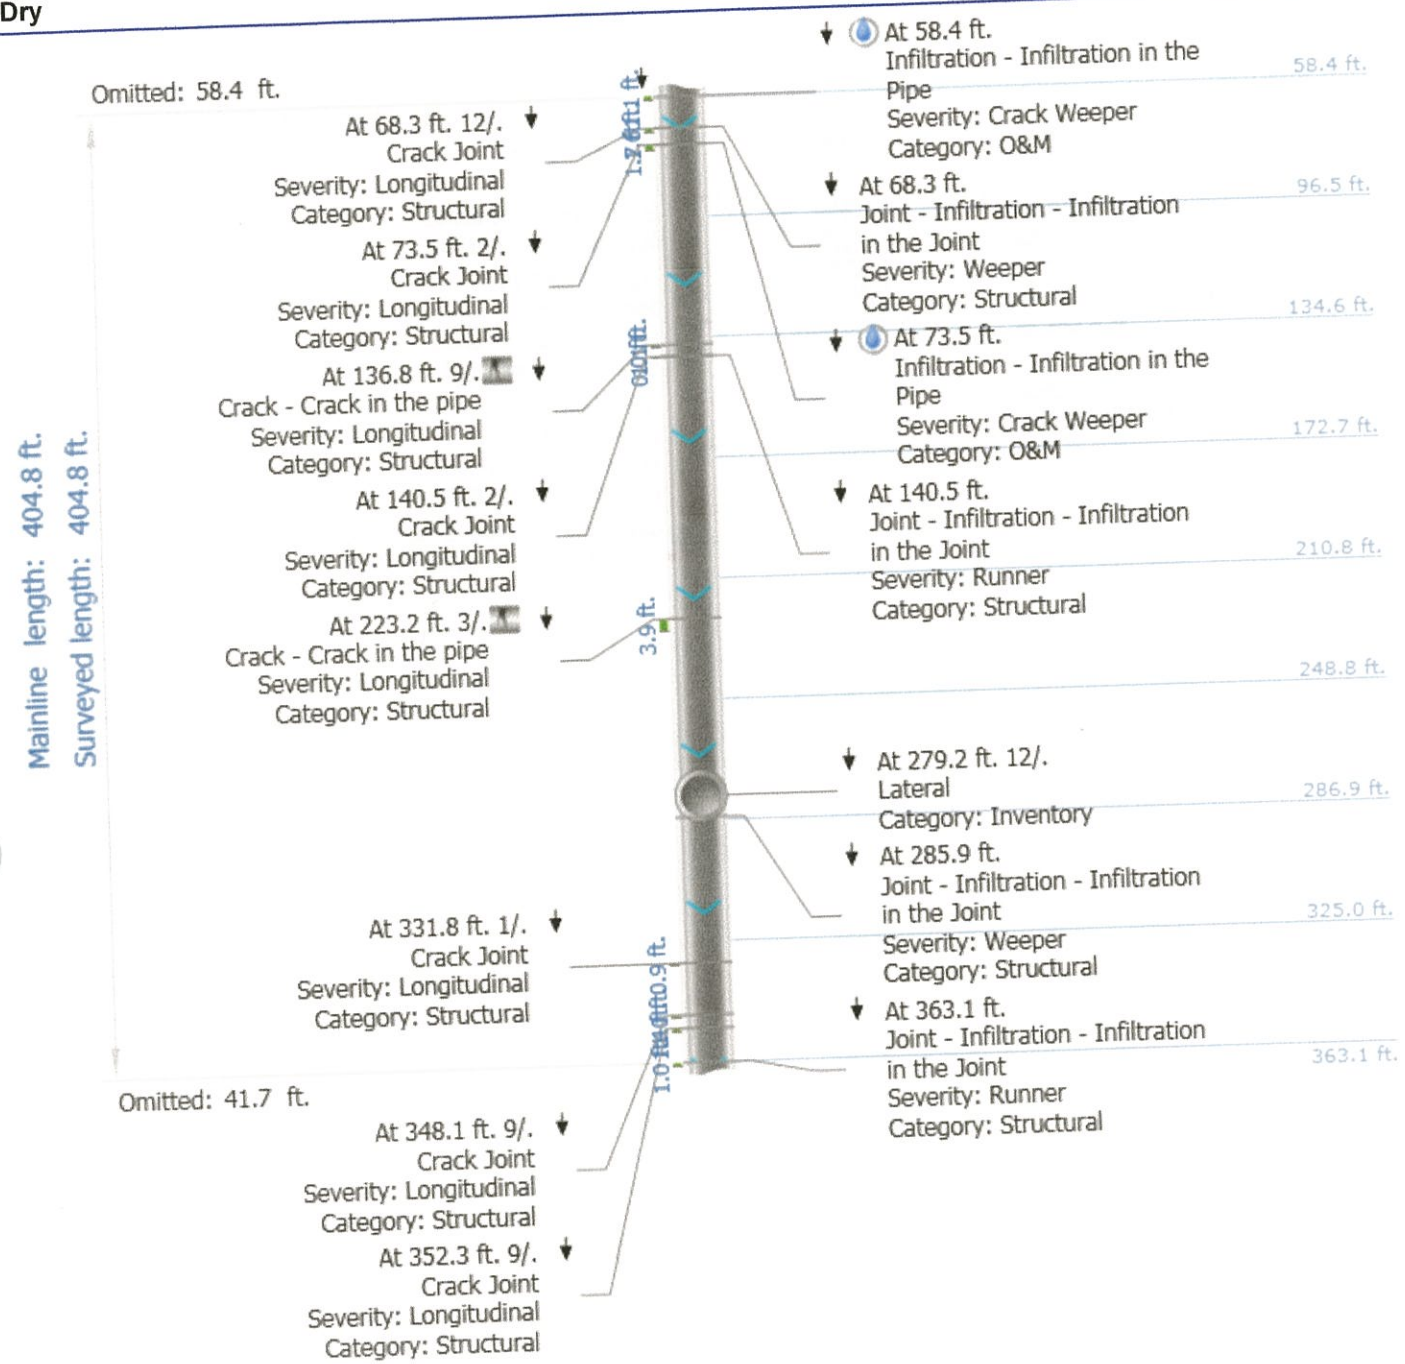 Dry
Omitted: 58.4 ft.
At 68.3 ft. 12/.
Crack Joint
Severity: Longitudinal
Category: Structural
At 73.5 ft. 2/.
Crack Joint
Severity: Longitudinal
Category: Structural
At 136.8 ft. 9/.
Crack - Crack in the pipe
Severity: Longitudinal
Category: Structural
At 140.5 ft. 2/.
Crack Joint
Severity: Longitudinal
Category: Structural
At 223.2 ft. 3/.
Crack - Crack in the pipe
Severity: Longitudinal
Category: Structural
Mainline length: 404.8 ft.
Surveyed length: 404.8 ft.
At 331.8 ft. 1/.
Crack Joint
Severity: Longitudinal
Category: Structural
Omitted: 41.7 ft.
At 348.1 ft. 9/.
Crack Joint
Severity: Longitudinal
Category: Structural
At 352.3 ft. 9/.
Crack Joint
Severity: Longitudinal
Category: Structural
3.9 ft.
0.9 ft.
1.0
At 58.4 ft.
Infiltration - Infiltration in the
Pipe
Severity: Crack Weeper
Category: O&M
At 68.3 ft.
Joint - Infiltration - Infiltration
in the Joint
Severity: Weeper
Category: Structural
At 73.5 ft.
Infiltration - Infiltration in the
Pipe
Severity: Crack Weeper
Category: O&M
At 140.5 ft.
Joint - Infiltration - Infiltration
in the Joint
Severity: Runner
Category: Structural
At 279.2 ft. 12/.
Lateral
Category: Inventory
At 285.9 ft.
Joint - Infiltration - Infiltration
in the Joint
Severity: Weeper
Category: Structural
At 363.1 ft.
Joint - Infiltration - Infiltration
in the Joint
Severity: Runner
Category: Structural
58.4 ft.
96.5 ft.
134.6 ft.
172.7 ft.
210.8 ft.
248.8 ft.
286.9 ft.
325.0 ft.
363.1 ft.